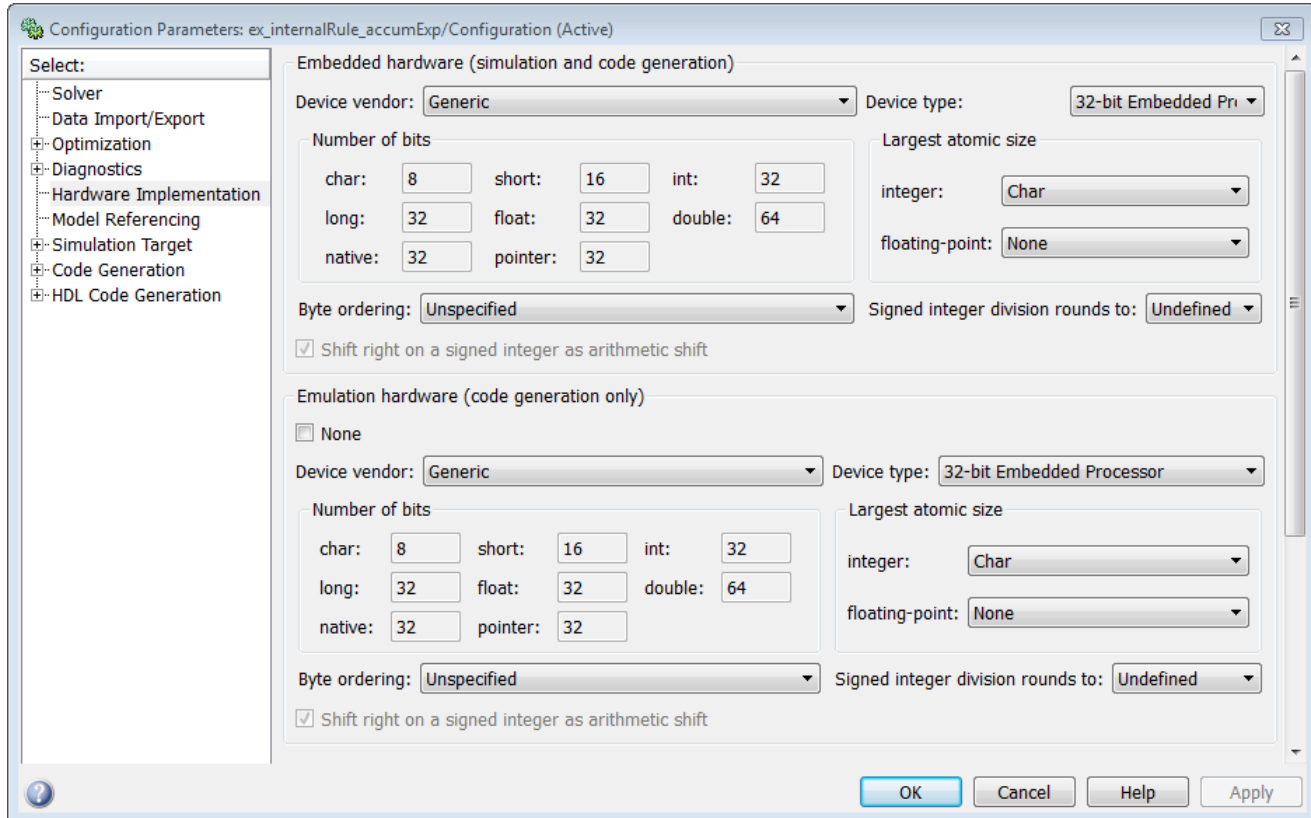 Configuration Parameters: ex_internalRule_accumExp/Configuration (Active)
Select:
Solver
Data Import/Export
Optimization
Diagnostics
Hardware Implementation
Model Referencing
Simulation Target
Code Generation
HDL Code Generation
Embedded hardware (simulation and code generation)
Device vendor: Generic Device type: 32-bit Embedded Pr
Number of bits Largest atomic size
char: 8 short: 16 int: 32
integer: Char
long: 32 float: 32 double: 64
floating-point: None
native: 32 pointer: 32
Byte ordering: Unspecified Signed integer division rounds to: Undefined
Shift right on a signed integer as arithmetic shift
Emulation hardware (code generation only)
None
Device vendor: Generic Device type: 32-bit Embedded Processor
Number of bits Largest atomic size
char: 8 short: 16 int: 32
integer: Char
long: 32 float: 32 double: 64
floating-point: None
native: 32 pointer: 32
Byte ordering: Unspecified Signed integer division rounds to: Undefined
Shift right on a signed integer as arithmetic shift
? OK Cancel Help Apply